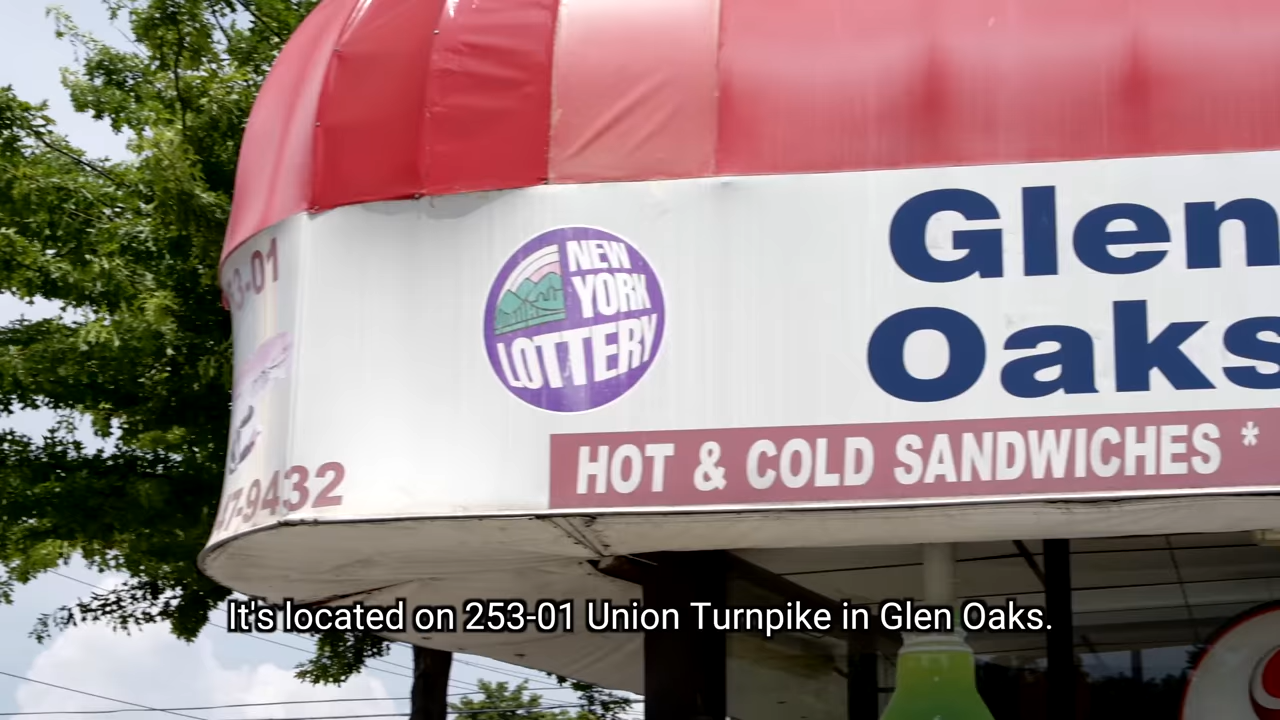 3-01
NEW
YORK
LOTTERY
Glen
Oaks
HOT & COLD SANDWICHES *
7-9432
It's located on 253-01 Union Turnpike in Glen Oaks.